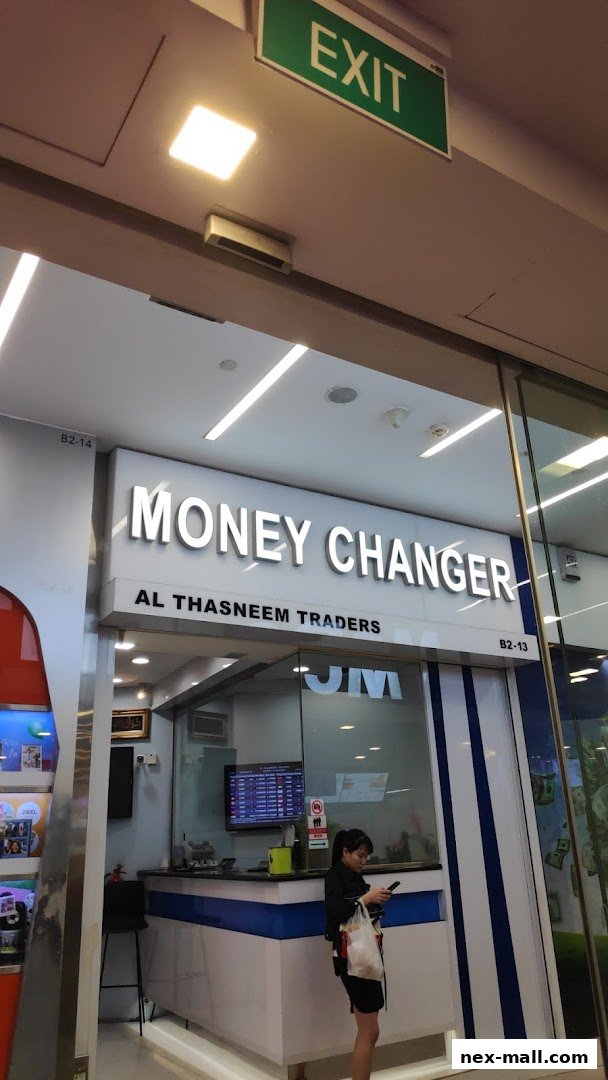 EXIT
B2-14
MONEY CHANGER
AL THASNEEM TRADERS
B2-13
nex-mall.com